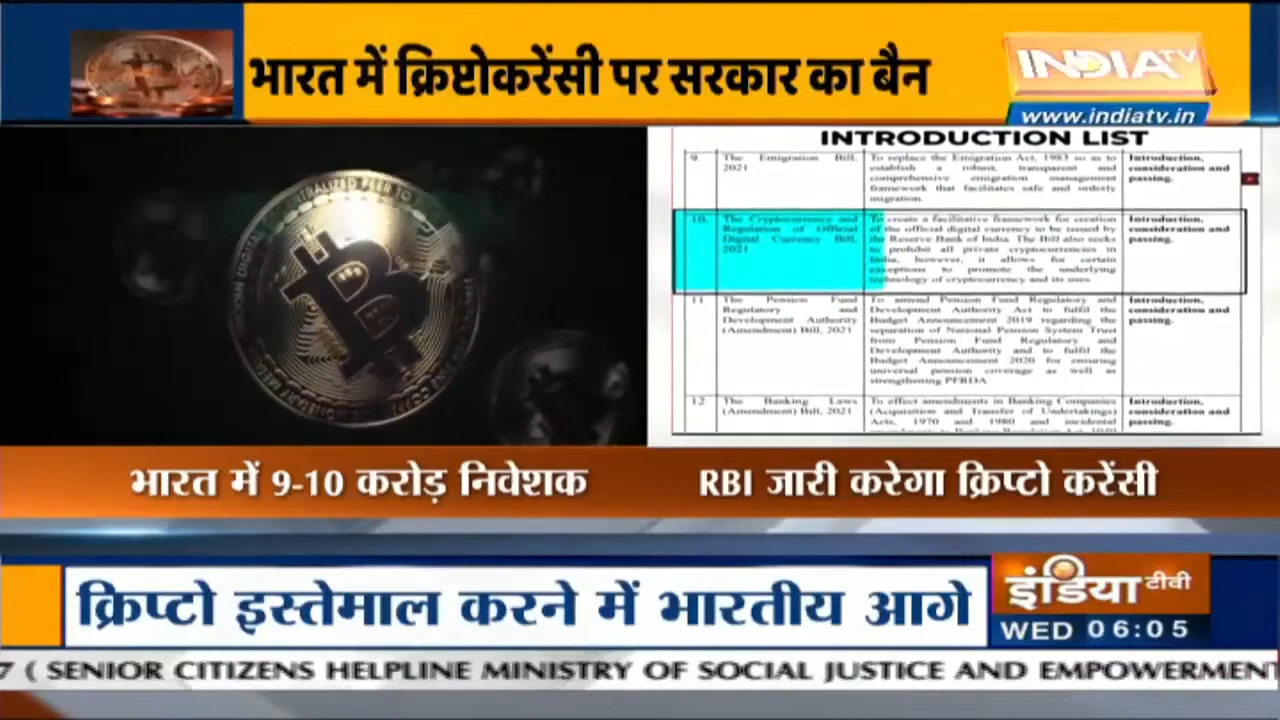 भारत में क्रिप्टोकरेंसी पर सरकार का बैन
INDIA TV
www.indiatv.in
INTRODUCTION LIST
9. The Emigration Bill, 2021
To replace the Emigration Act, 1983 so as to
establish a robust, transparent and
comprehensive emigration management
framework that facilitates safe and orderly
migration.
Introduction,
consideration and
passing.
10. The Cryptocurrency and
Regulation of Official
Digital Currency Bill,
2021
To create a facilitative framework for creation
of the official digital currency to be issued by
the Reserve Bank of India. The Bill also seeks
to prohibit all private cryptocurrencies in
India, however, it allows for certain
exceptions to promote the underlying
technology of cryptocurrency and its uses.
Introduction,
consideration and
passing.
11 The Pension Fund
Regulatory and
Development Authority
(Amendment) Bill, 2021
To amend Pension Fund Regulatory and
Development Authority Act to fulfil the
Budget Announcement 2019 regarding the
separation of National Pension System Trust
from Pension Fund Regulatory and
Development Authority and to fulfil the
Budget Announcement 2020 for ensuring
universal pension coverage as well as
strengthening PFRDA.
Introduction,
consideration and
passing.
12 The Banking Laws
(Amendment) Bill, 2021
To effect amendments in Banking Companies
(Acquisition and Transfer of Undertakings)
Acts, 1970 and 1980 and incidental
Introduction,
consideration and
passing.
भारत में 9-10 करोड़ निवेशक
RBI जारी करेगा क्रिप्टो करेंसी
क्रिप्टो इस्तेमाल करने में भारतीय आगे
इंडिया टीवी
WED 06:05
7 ( SENIOR CITIZENS HELPLINE MINISTRY OF SOCIAL JUSTICE AND EMPOWERMENT